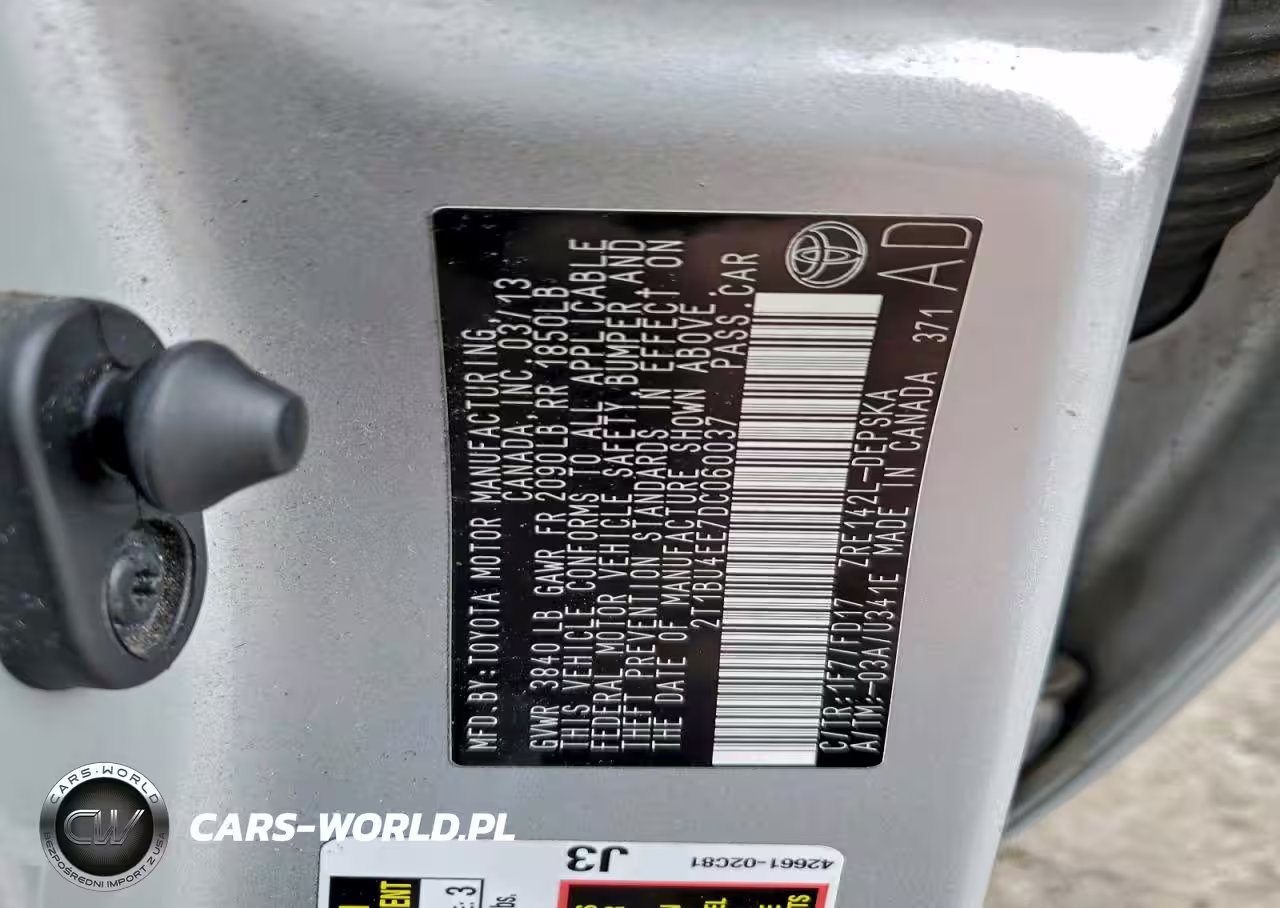 MFD.BY:TOYOTA MOTOR MANUFACTURING,
CANADA, INC. 03/13
GVWR 3840 LB GAWR FR 2090LB RR 1850LB
THIS VEHICLE CONFORMS TO ALL APPLICABLE
FEDERAL MOTOR VEHICLE SAFETY,BUMPER AND
THEFT PREVENTION STANDARDS IN EFFECT ON
THE DATE OF MANUFACTURE SHOWN ABOVE.
2T1BU4EE7DC060037 PASS.CAR
C/TR:1F7/FD17 ZRE142L-DEPSKA
A/TM:-03A/U341E MADE IN CANADA 371 AD
J3
42661-02C81
CARS-WORLD
CW
BEZPOŚREDNI IMPORT Z USA
CARS-WORLD.PL